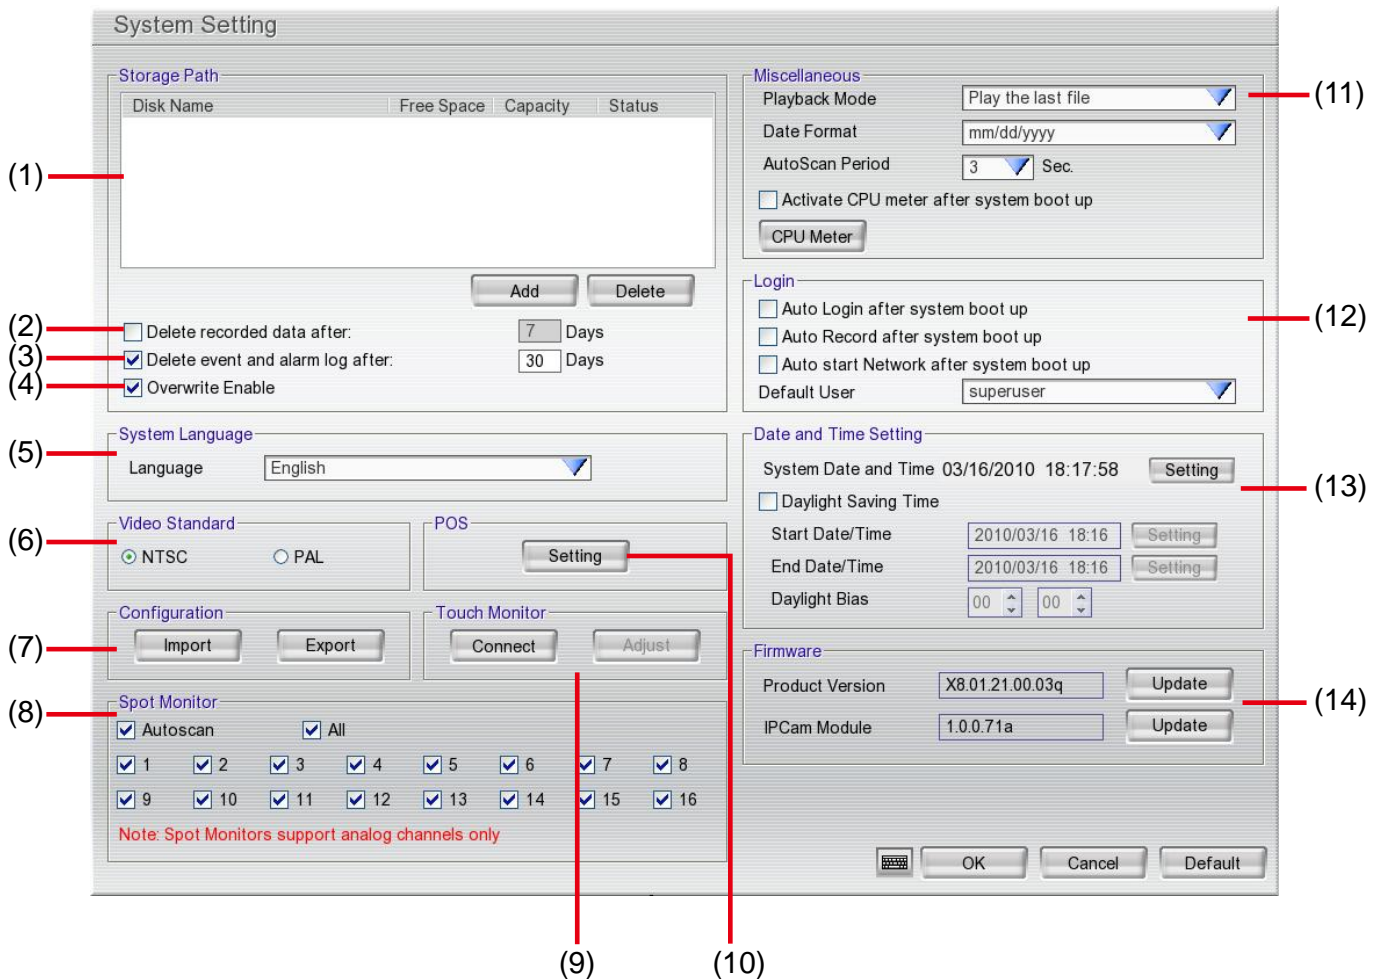 System Setting
Storage Path
Disk Name Free Space Capacity Status
(1)
Add Delete
(2) Delete recorded data after: 7 Days
(3) Delete event and alarm log after: 30 Days
(4) Overwrite Enable
System Language
(5) Language English
Video Standard
(6) NTSC PAL
POS
Setting
Configuration
(7) Import Export
Touch Monitor
Connect Adjust
Spot Monitor
(8)
Autoscan All
1 2 3 4 5 6 7 8
9 10 11 12 13 14 15 16
Note: Spot Monitors support analog channels only
Miscellaneous
Playback Mode Play the last file (11)
Date Format mm/dd/yyyy
AutoScan Period 3 Sec.
Activate CPU meter after system boot up
CPU Meter
Login
Auto Login after system boot up (12)
Auto Record after system boot up
Auto start Network after system boot up
Default User superuser
Date and Time Setting
System Date and Time 03/16/2010 18:17:58 Setting
(13)
Daylight Saving Time
Start Date/Time 2010/03/16 18:16 Setting
End Date/Time 2010/03/16 18:16 Setting
Daylight Bias 00 00
Firmware
Product Version X8.01.21.00.03q Update
(14)
IPCam Module 1.0.0.71a Update
OK Cancel Default
(9) (10)